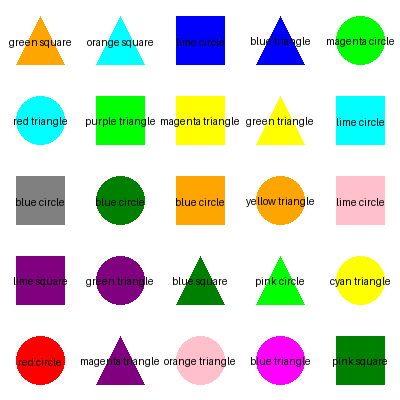 green square orange square lime circle blue triangle magenta circle
red triangle purple triangle magenta triangle green triangle lime circle
blue circle blue circle blue circle yellow triangle lime circle
lime square green triangle blue square pink circle cyan triangle
red circle magenta triangle orange triangle blue triangle pink square